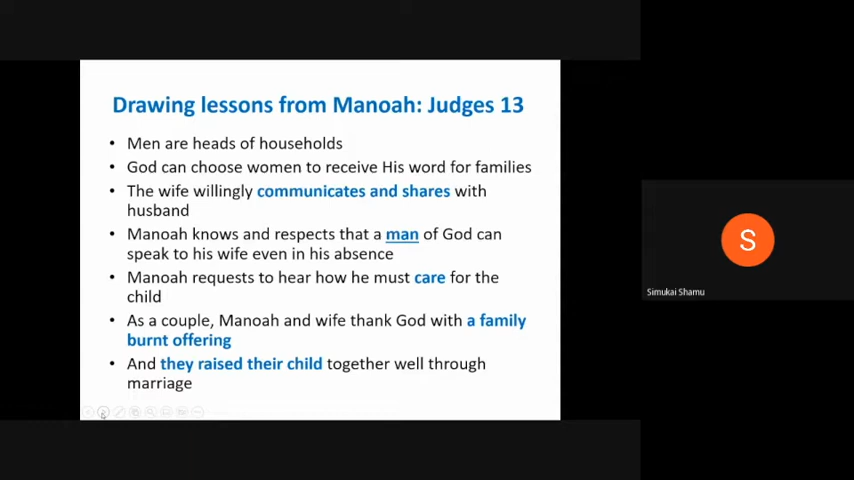 Drawing lessons from Manoah: Judges 13
• Men are heads of households
• God can choose women to receive His word for families
• The wife willingly communicates and shares with
husband
• Manoah knows and respects that a man of God can
speak to his wife even in his absence
• Manoah requests to hear how he must care for the
child
• As a couple, Manoah and wife thank God with a family
burnt offering
• And they raised their child together well through
marriage
S
Simukai Shamu